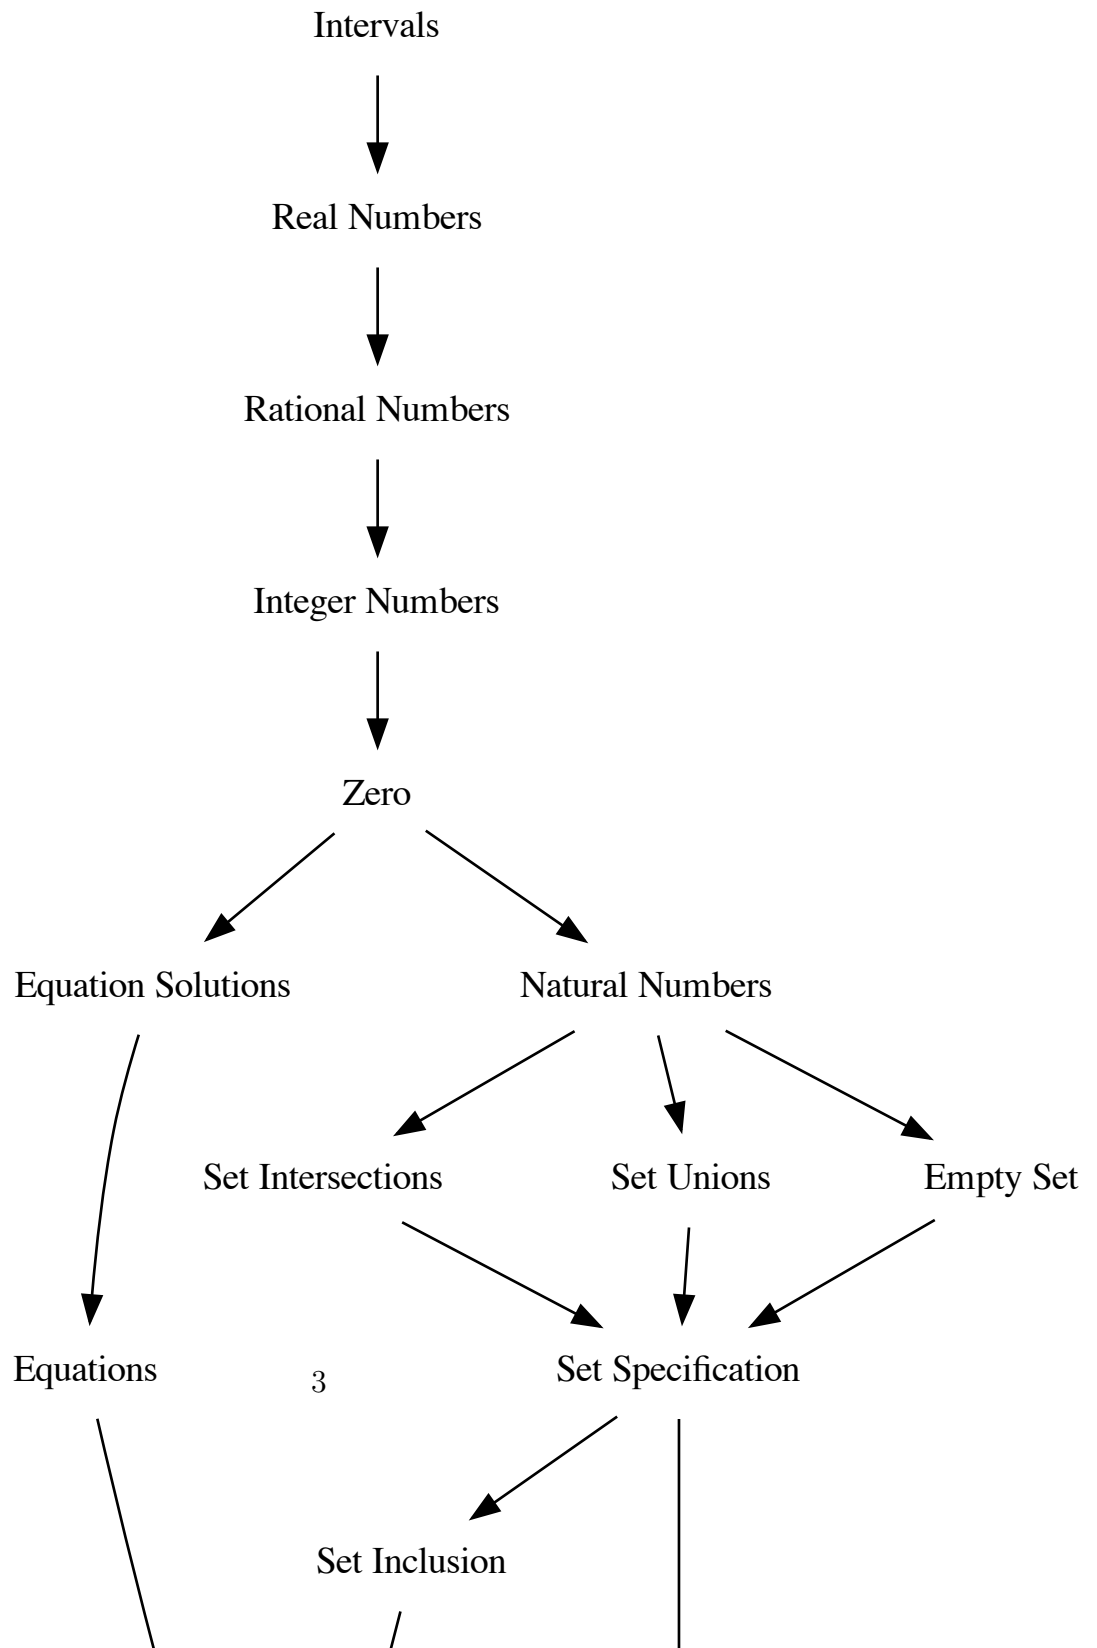 Intervals
Real Numbers
Rational Numbers
Integer Numbers
Zero
Equation Solutions
Natural Numbers
Set Intersections
Set Unions
Empty Set
Equations
3
Set Specification
Set Inclusion